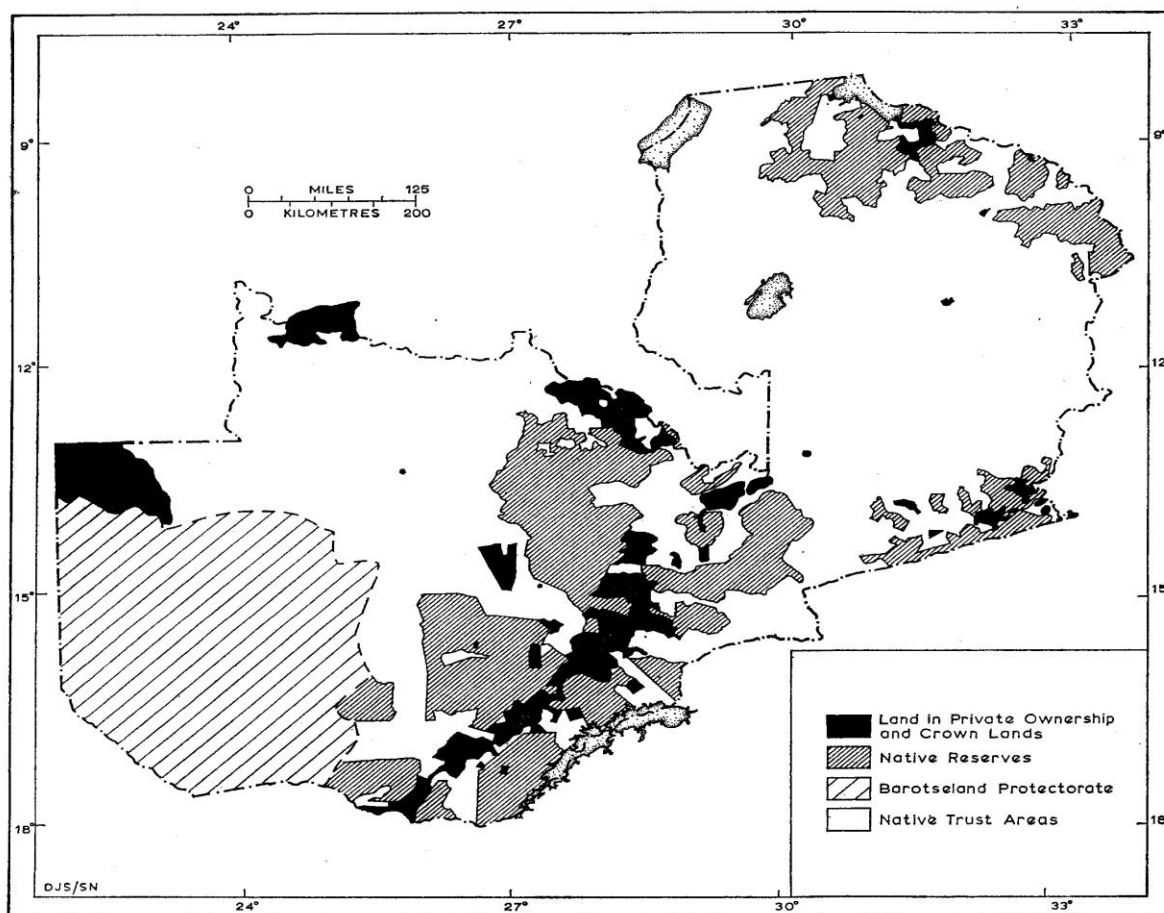 24° 27° 30° 33°
9° 9°
0 MILES 125
0 KILOMETRES 200
12° 12°
15° 15°
Land in Private Ownership
and Crown Lands
Native Reserves
Barotseland Protectorate
Native Trust Areas
18° 18°
DJS/SN
24° 27° 30° 33°